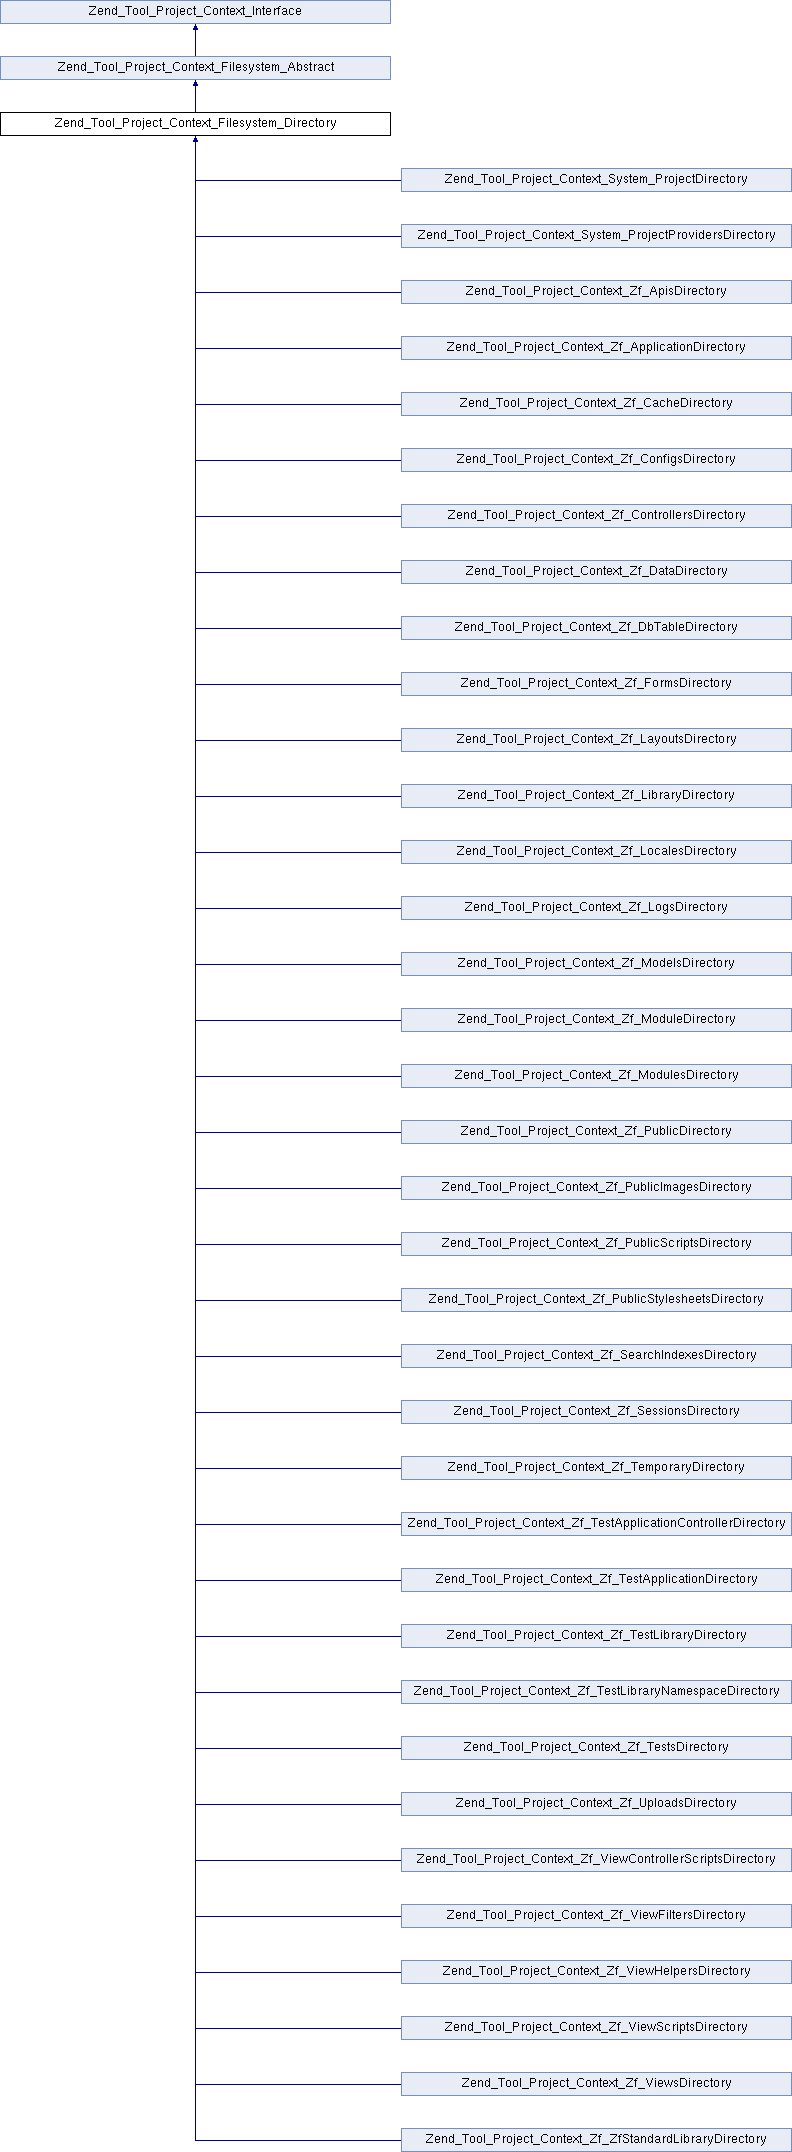 Zend_Tool_Project_Context_Interface
Zend_Tool_Project_Context_Filesystem_Abstract
Zend_Tool_Project_Context_Filesystem_Directory
Zend_Tool_Project_Context_System_ProjectDirectory
Zend_Tool_Project_Context_System_ProjectProvidersDirectory
Zend_Tool_Project_Context_Zf_ApisDirectory
Zend_Tool_Project_Context_Zf_ApplicationDirectory
Zend_Tool_Project_Context_Zf_CacheDirectory
Zend_Tool_Project_Context_Zf_ConfigsDirectory
Zend_Tool_Project_Context_Zf_ControllersDirectory
Zend_Tool_Project_Context_Zf_DataDirectory
Zend_Tool_Project_Context_Zf_DbTableDirectory
Zend_Tool_Project_Context_Zf_FormsDirectory
Zend_Tool_Project_Context_Zf_LayoutsDirectory
Zend_Tool_Project_Context_Zf_LibraryDirectory
Zend_Tool_Project_Context_Zf_LocalesDirectory
Zend_Tool_Project_Context_Zf_LogsDirectory
Zend_Tool_Project_Context_Zf_ModelsDirectory
Zend_Tool_Project_Context_Zf_ModuleDirectory
Zend_Tool_Project_Context_Zf_ModulesDirectory
Zend_Tool_Project_Context_Zf_PublicDirectory
Zend_Tool_Project_Context_Zf_PublicImagesDirectory
Zend_Tool_Project_Context_Zf_PublicScriptsDirectory
Zend_Tool_Project_Context_Zf_PublicStylesheetsDirectory
Zend_Tool_Project_Context_Zf_SearchIndexesDirectory
Zend_Tool_Project_Context_Zf_SessionsDirectory
Zend_Tool_Project_Context_Zf_TemporaryDirectory
Zend_Tool_Project_Context_Zf_TestApplicationControllerDirectory
Zend_Tool_Project_Context_Zf_TestApplicationDirectory
Zend_Tool_Project_Context_Zf_TestLibraryDirectory
Zend_Tool_Project_Context_Zf_TestLibraryNamespaceDirectory
Zend_Tool_Project_Context_Zf_TestsDirectory
Zend_Tool_Project_Context_Zf_UploadsDirectory
Zend_Tool_Project_Context_Zf_ViewControllerScriptsDirectory
Zend_Tool_Project_Context_Zf_ViewFiltersDirectory
Zend_Tool_Project_Context_Zf_ViewHelpersDirectory
Zend_Tool_Project_Context_Zf_ViewScriptsDirectory
Zend_Tool_Project_Context_Zf_ViewsDirectory
Zend_Tool_Project_Context_Zf_ZfStandardLibraryDirectory